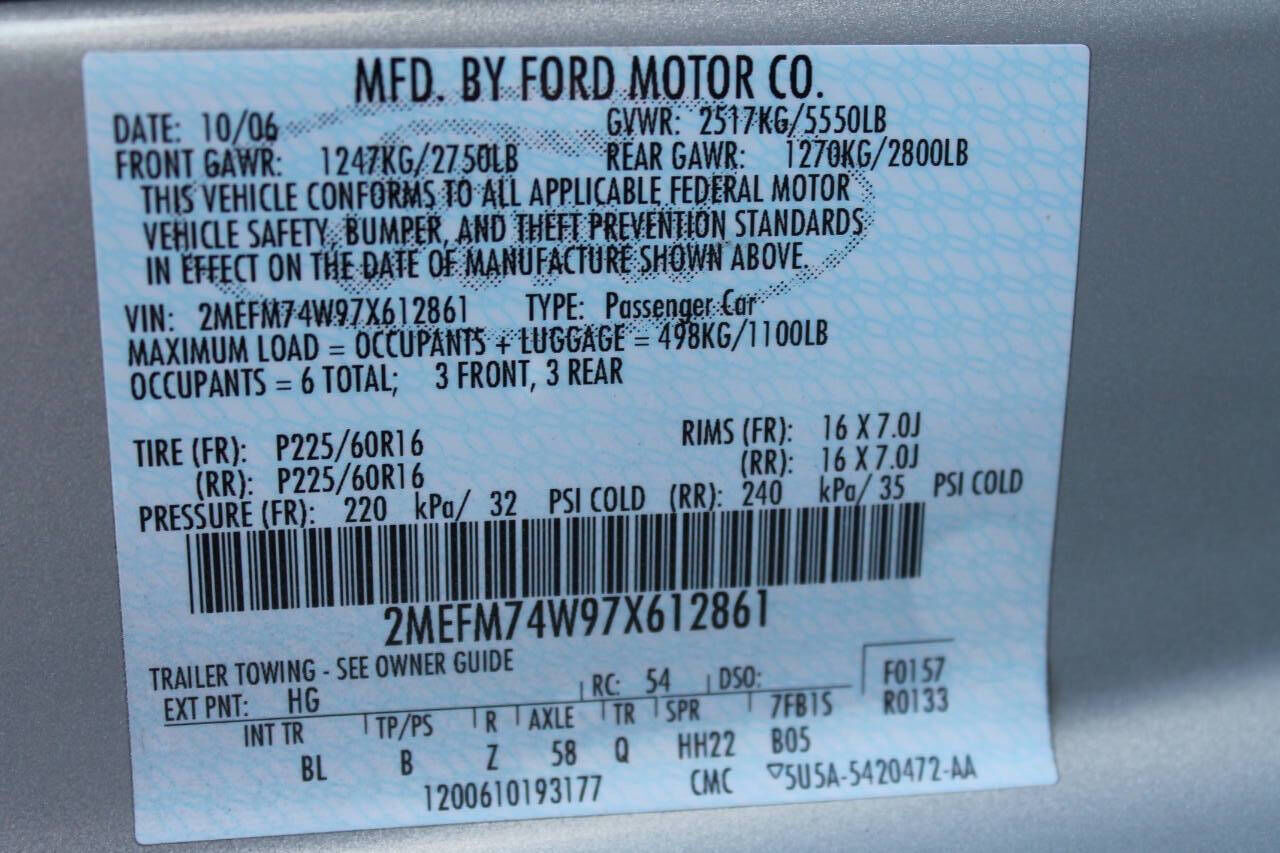 MFD. BY FORD MOTOR CO.
DATE: 10/06 GVWR: 2517KG/5550LB
FRONT GAWR: 1247KG/2750LB REAR GAWR: 1270KG/2800LB
THIS VEHICLE CONFORMS TO ALL APPLICABLE FEDERAL MOTOR
VEHICLE SAFETY, BUMPER, AND THEFT PREVENTION STANDARDS
IN EFFECT ON THE DATE OF MANUFACTURE SHOWN ABOVE.
VIN: 2MEFM74W97X612861 TYPE: Passenger Car
MAXIMUM LOAD = OCCUPANTS + LUGGAGE = 498KG/1100LB
OCCUPANTS = 6 TOTAL; 3 FRONT, 3 REAR
TIRE (FR): P225/60R16 RIMS (FR): 16 X 7.0J
(RR): P225/60R16 (RR): 16 X 7.0J
PRESSURE (FR): 220 kPa/ 32 PSI COLD (RR): 240 kPa/ 35 PSI COLD
2MEFM74W97X612861
TRAILER TOWING - SEE OWNER GUIDE
EXT PNT: HG RC: 54 DSO: F0157
INT TR TP/PS R AXLE TR SPR 7FB15 R0133
BL B Z 58 Q HH22 B05
1200610193177 CMC ▽5U5A-5420472-AA